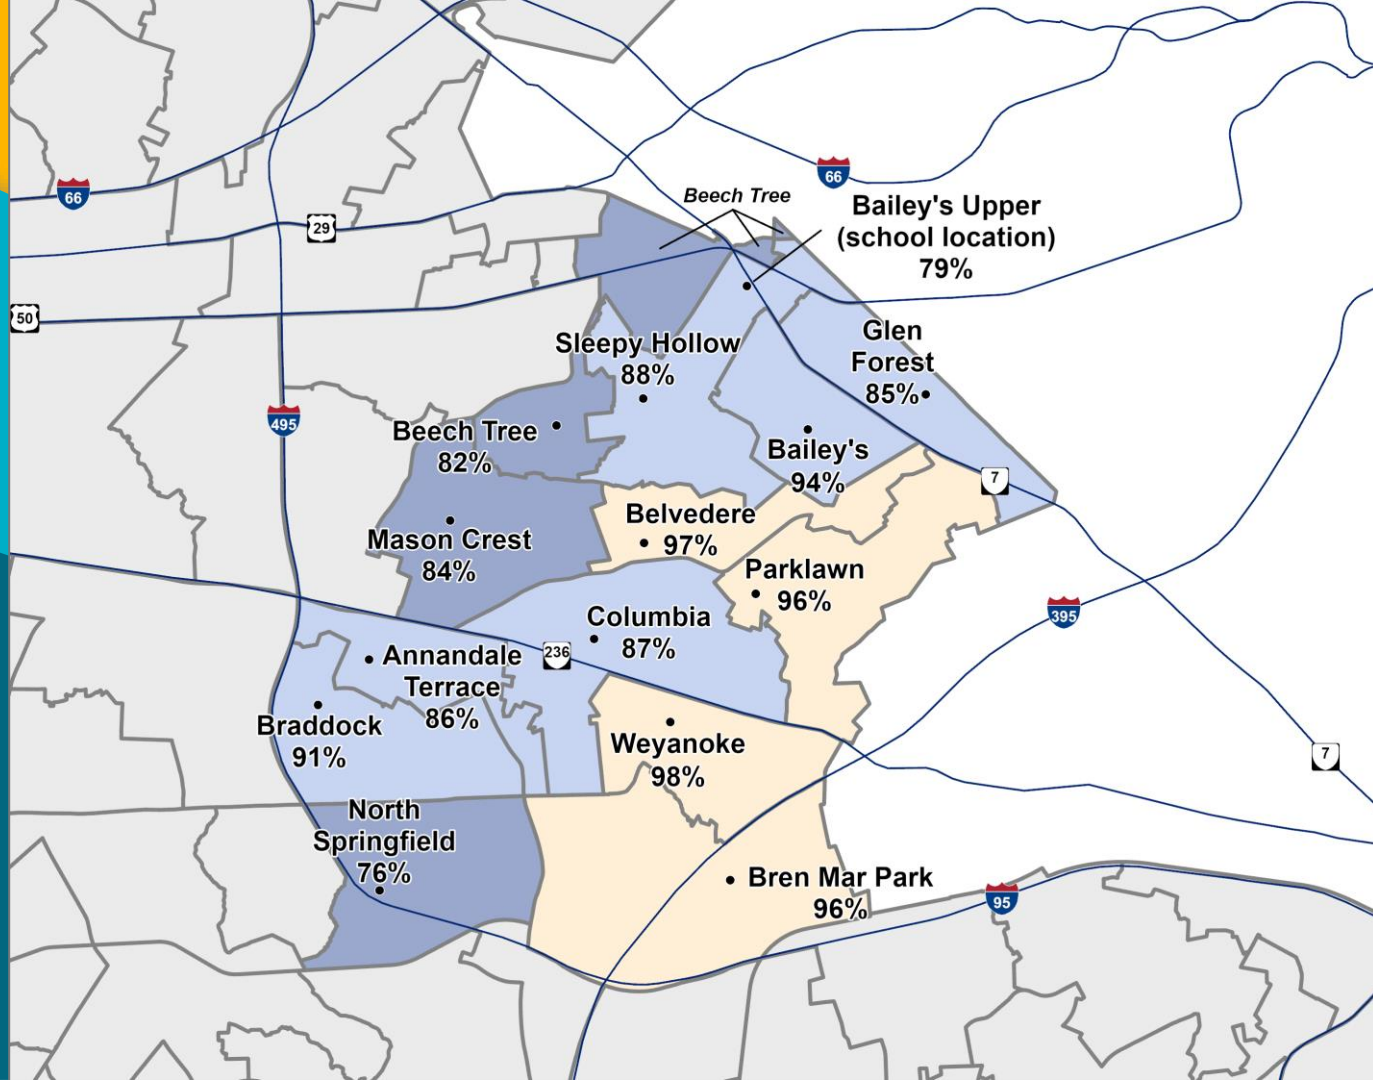 66
Beech Tree
Bailey's Upper
(school location)
79%
29
50
Glen
Forest
85%
Sleepy Hollow
88%
495
Beech Tree
82%
Bailey's
94%
7
Belvedere
97%
Mason Crest
84%
Parklawn
96%
395
Columbia
87%
236
Annandale
Terrace
86%
Braddock
91%
Weyanoke
98%
7
North
Springfield
76%
Bren Mar Park
96%
95
66